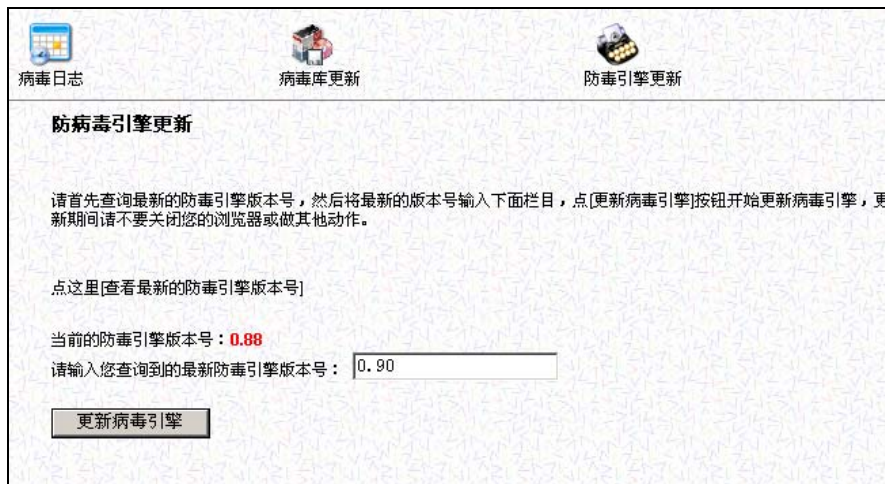 病毒日志 病毒库更新 防毒引擎更新
防病毒引擎更新
请首先查询最新的防毒引擎版本号，然后将最新的版本号输入下面栏目，点[更新病毒引擎]按钮开始更新病毒引擎，更
新期间请不要关闭您的浏览器或做其他动作。
点这里[查看最新的防毒引擎版本号]
当前的防毒引擎版本号：0.88
请输入您查询到的最新防毒引擎版本号： 0.90
更新病毒引擎